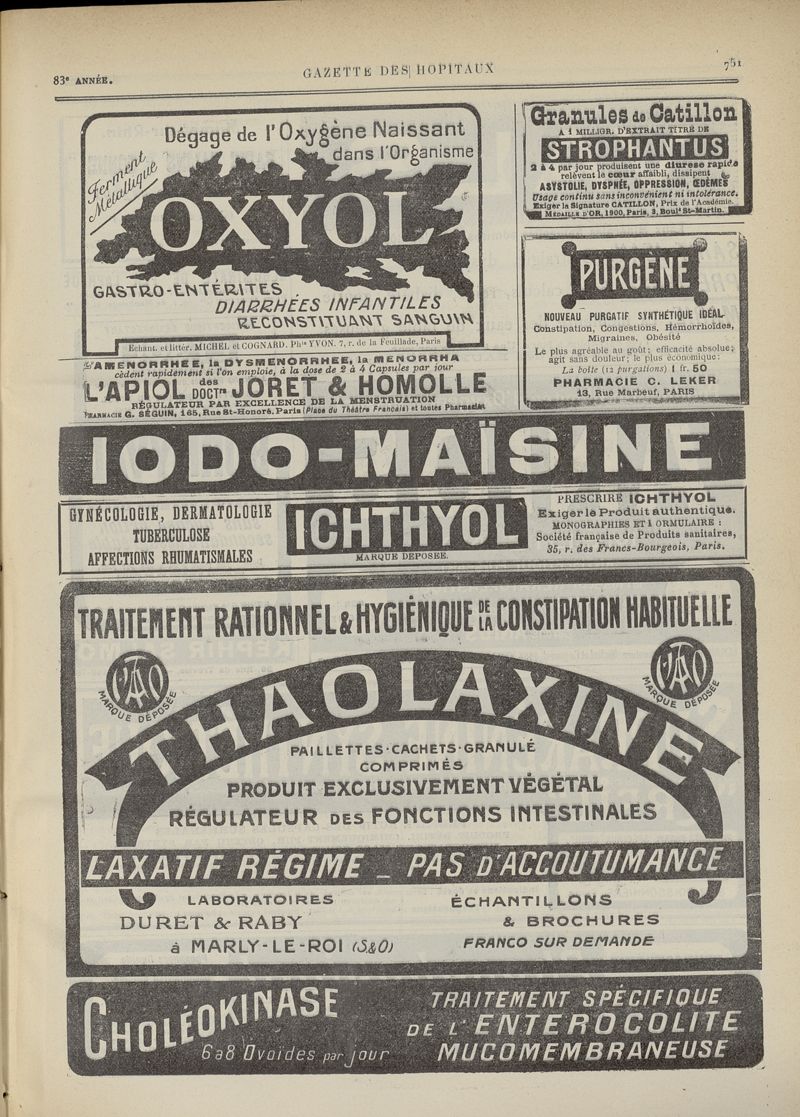 83e ANNÉE.
GAZETTE DES HOPITAUX
751
Dégage de l'Oxygène Naissant
dans l'Organisme
Ferment
Métallique
OXYOL
GASTRO-ENTÉRITES
DIARRHÉES INFANTILES
RECONSTITUANT SANGUIN
Echant. et littér. MICHEL et COGNARD. Phie YVON. 7, r. de la Feuillade, Paris
Granules de Catillon
A 1 MILLIGR. D'EXTRAIT TITRÉ DE
STROPHANTUS
2 à 4 par jour produisent une diurese rapide
relèvent le cœur affaibli, dissipent
ASYSTOLIE, DYSPNÉE, OPPRESSION, ŒDÈMES
Usage continu sans inconvénient ni intolérance.
Exiger la Signature CATILLON, Prix de l'Académie.
MÉDAILLE D'OR, 1900, Paris, 3, Boult St-Martin.
PURGÈNE
NOUVEAU PURGATIF SYNTHÉTIQUE IDÉAL
Constipation, Congestions, Hémorrhoïdes,
Migraines, Obésité
Le plus agréable au goût; efficacité absolue;
agit sans douleur; le plus économique:
La boîte (12 purgations) 1 fr. 50
PHARMACIE C. LEKER
13, Rue Marbeuf, PARIS
L'AMENORRHEE, la DYSMENORRHEE, la MENORRHA
cèdent rapidement si l'on emploie, à la dose de 2 à 4 Capsules par jour
L'APIOL des DOCTrs JORET & HOMOLLE
RÉGULATEUR PAR EXCELLENCE DE LA MENSTRUATION
PHARMACIE G. SÉGUIN, 165, Rue St-Honoré, Paris (Place du Théâtre Français) et toutes Pharmacies
IODO-MAÏSINE
GYNÉCOLOGIE, DERMATOLOGIE
TUBERCULOSE
AFFECTIONS RHUMATISMALES
ICHTHYOL
MARQUE DÉPOSÉE.
PRESCRIRE ICHTHYOL
Exiger le Produit authentique.
MONOGRAPHIES ET FORMULAIRE :
Société française de Produits sanitaires,
35, r. des Francs-Bourgeois, Paris.
TRAITEMENT RATIONNEL & HYGIÉNIQUE DE LA CONSTIPATION HABITUELLE
MARQUE DÉPOSÉE
MARQUE DÉPOSÉE
THAOLAXINE
PAILLETTES-CACHETS-GRANULÉ
COMPRIMÉS
PRODUIT EXCLUSIVEMENT VÉGÉTAL
RÉGULATEUR DES FONCTIONS INTESTINALES
LAXATIF RÉGIME _ PAS D'ACCOUTUMANCE
LABORATOIRES
DURET & RABY
à MARLY-LE-ROI (S&O)
ÉCHANTILLONS
& BROCHURES
FRANCO SUR DEMANDE
CHOLÉOKINASE
6 a 8 Ovoïdes par jour
TRAITEMENT SPÉCIFIQUE
DE L'ENTEROCOLITE
MUCOMEMBRANEUSE